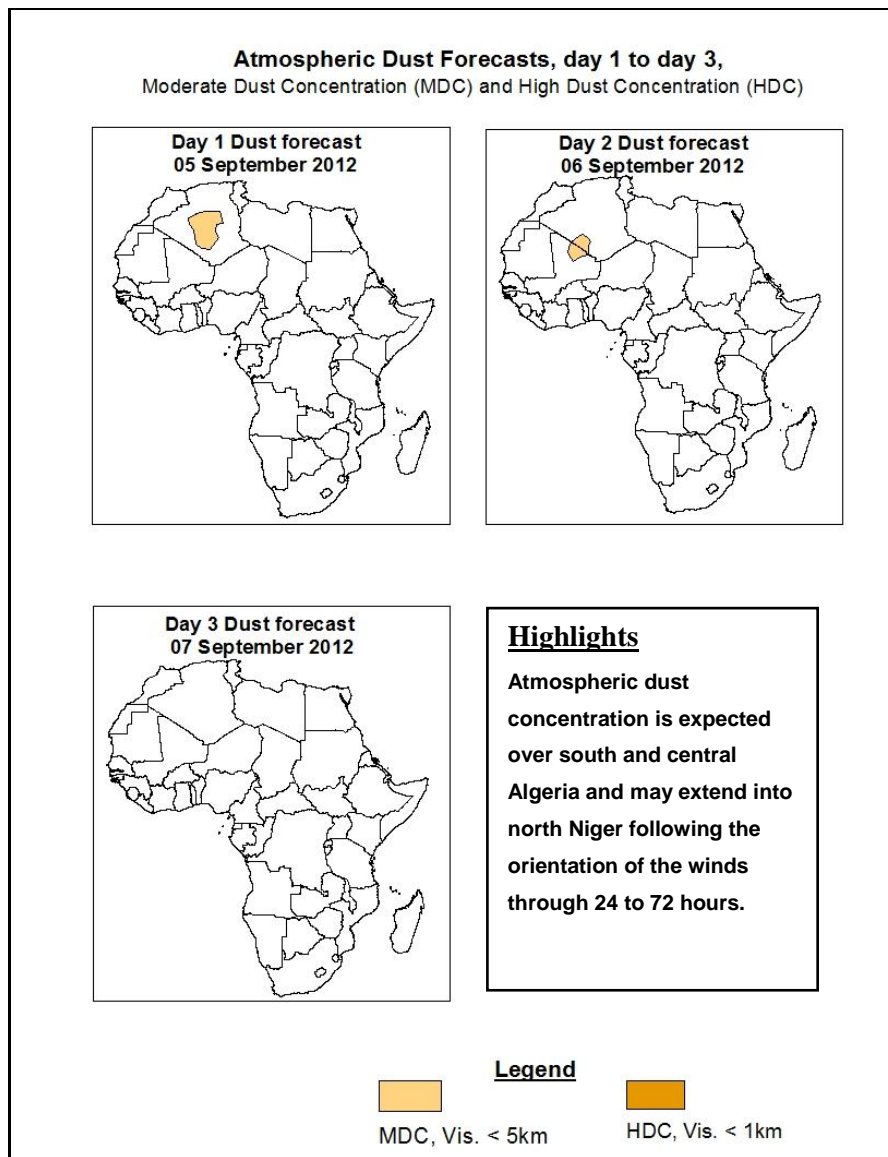 Atmospheric Dust Forecasts, day 1 to day 3,
Moderate Dust Concentration (MDC) and High Dust Concentration (HDC)
Day 1 Dust forecast
05 September 2012
Day 2 Dust forecast
06 September 2012
Day 3 Dust forecast
07 September 2012
Highlights
Atmospheric dust
concentration is expected
over south and central
Algeria and may extend into
north Niger following the
orientation of the winds
through 24 to 72 hours.
Legend
MDC, Vis. < 5km
HDC, Vis. < 1km